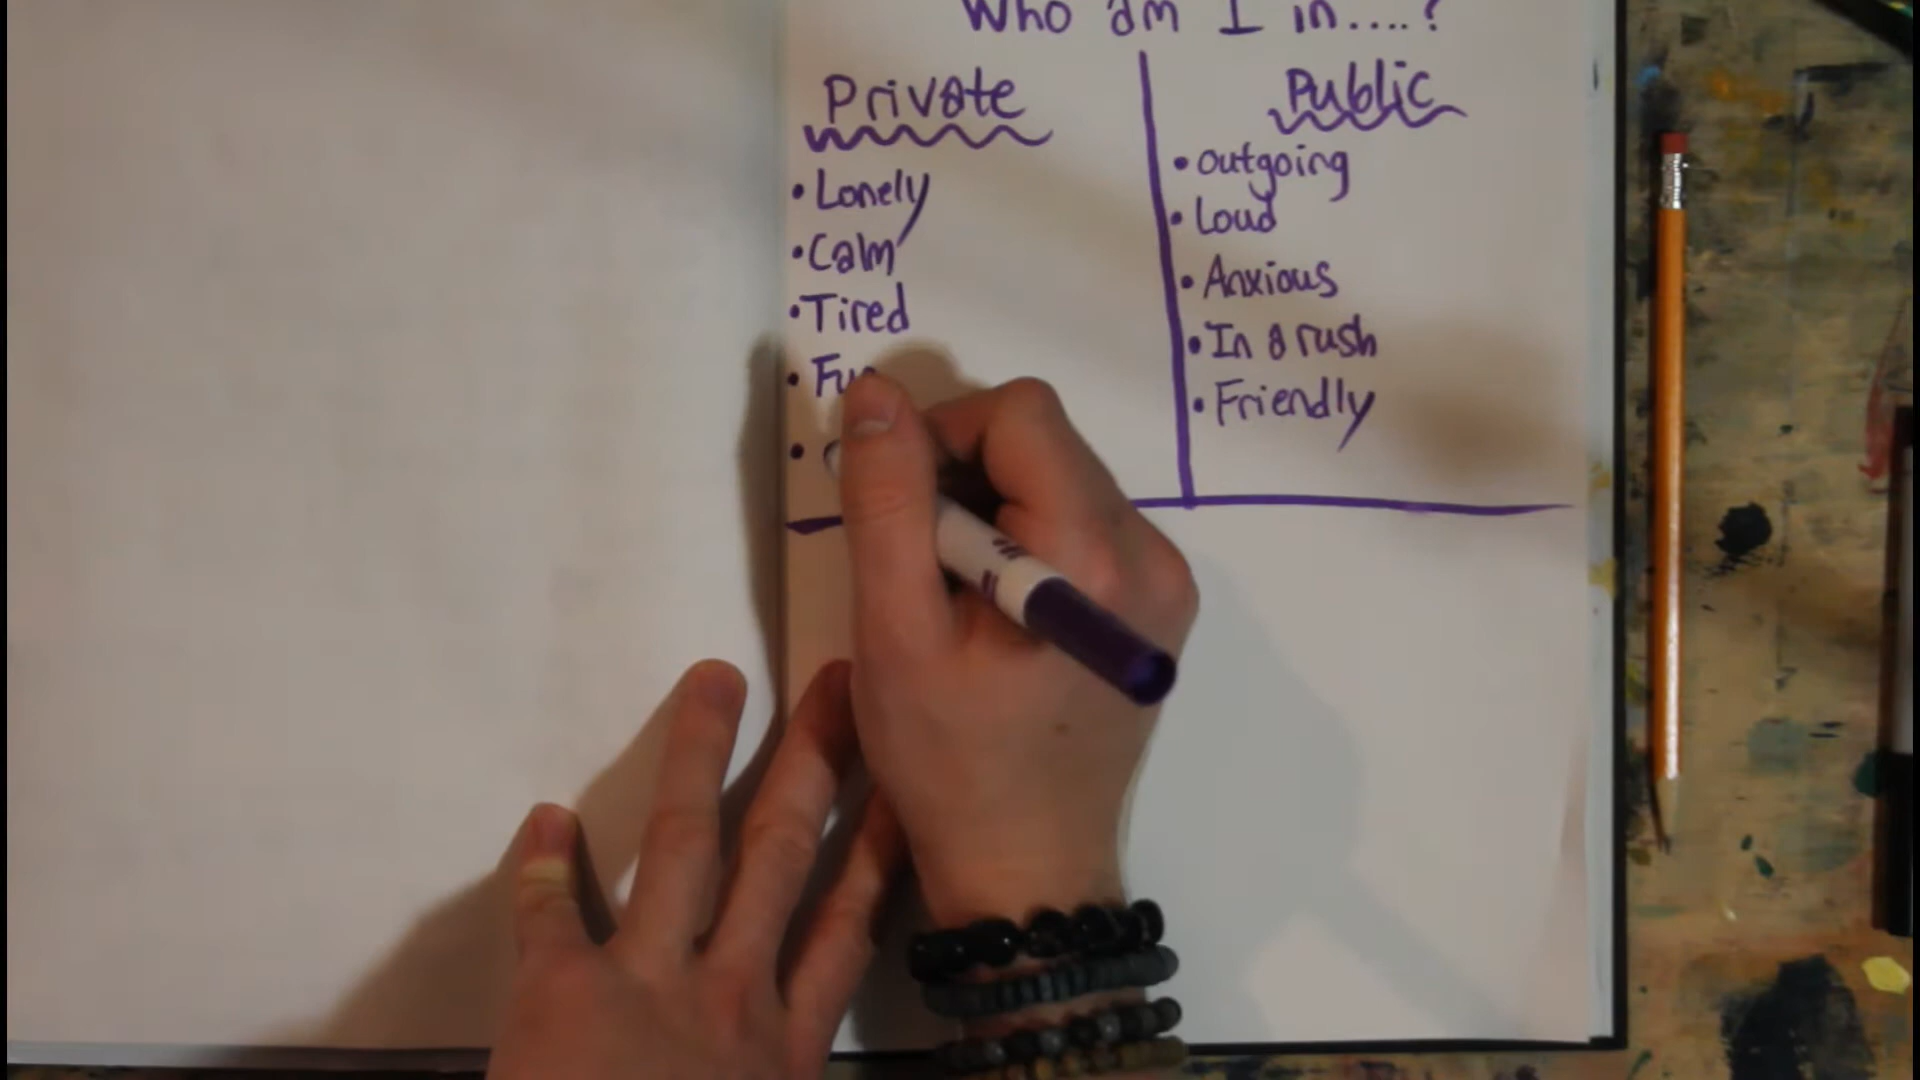 Who am I in....?
Private
• Lonely
• Calm
• Tired
•
•
Public
• outgoing
• Loud
• Anxious
• In a rush
• Friendly